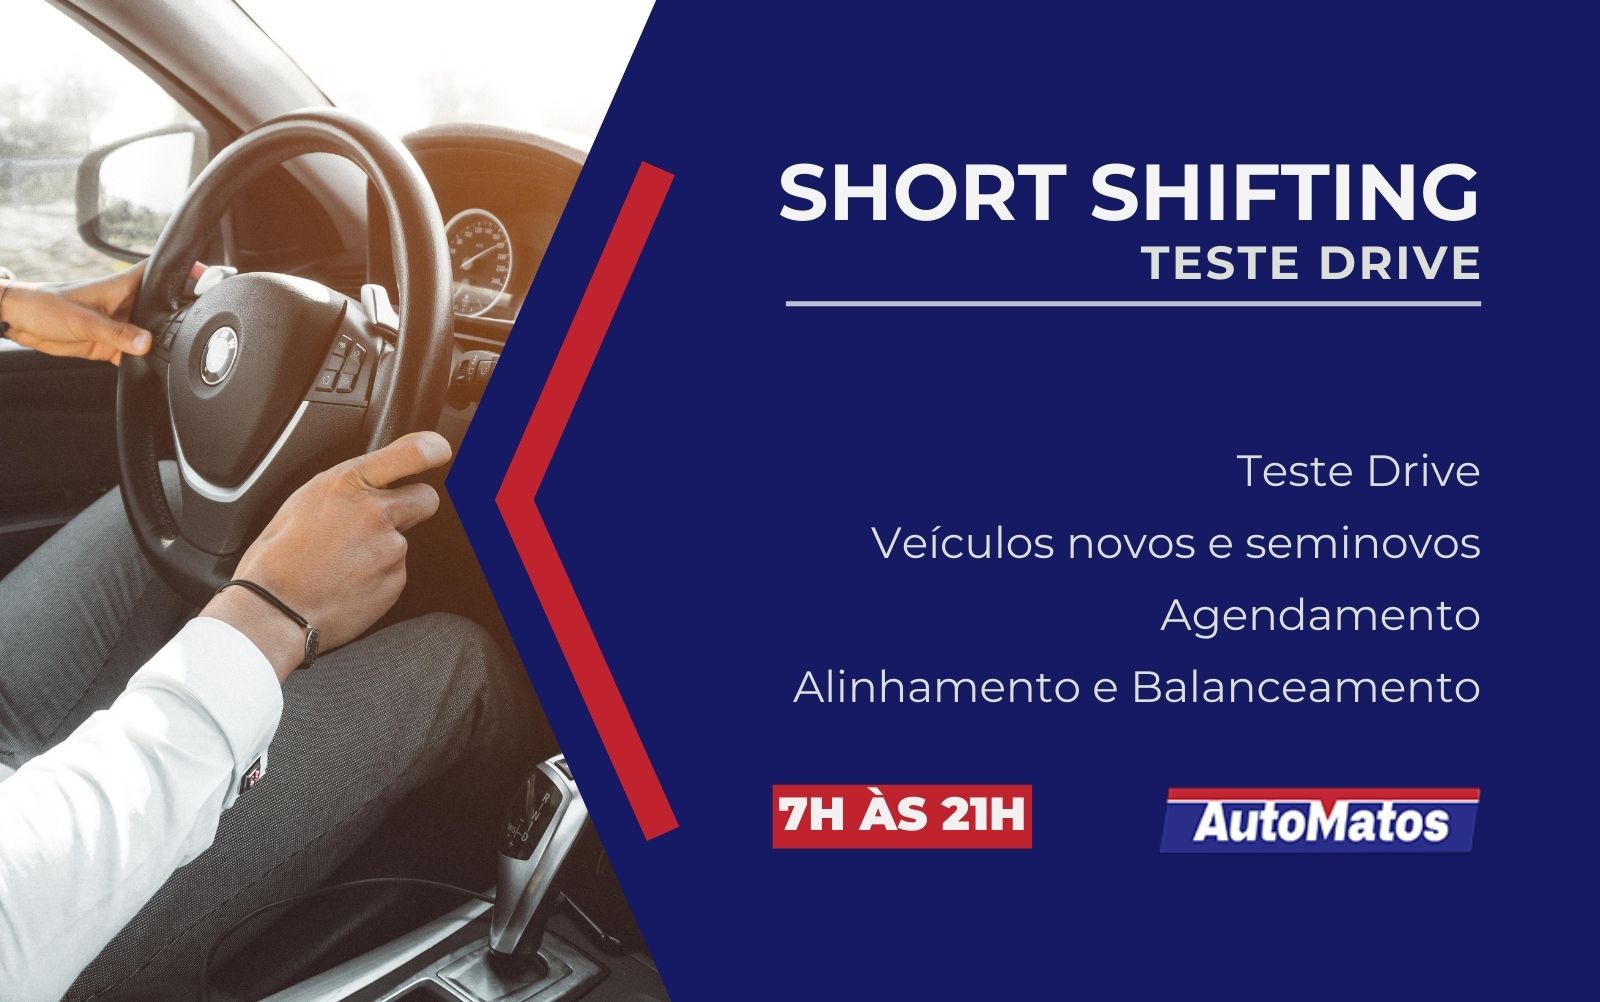 SHORT SHIFTING
TESTE DRIVE
Teste Drive
Veículos novos e seminovos
Agendamento
Alinhamento e Balanceamento
7H ÀS 21H
AutoMatos